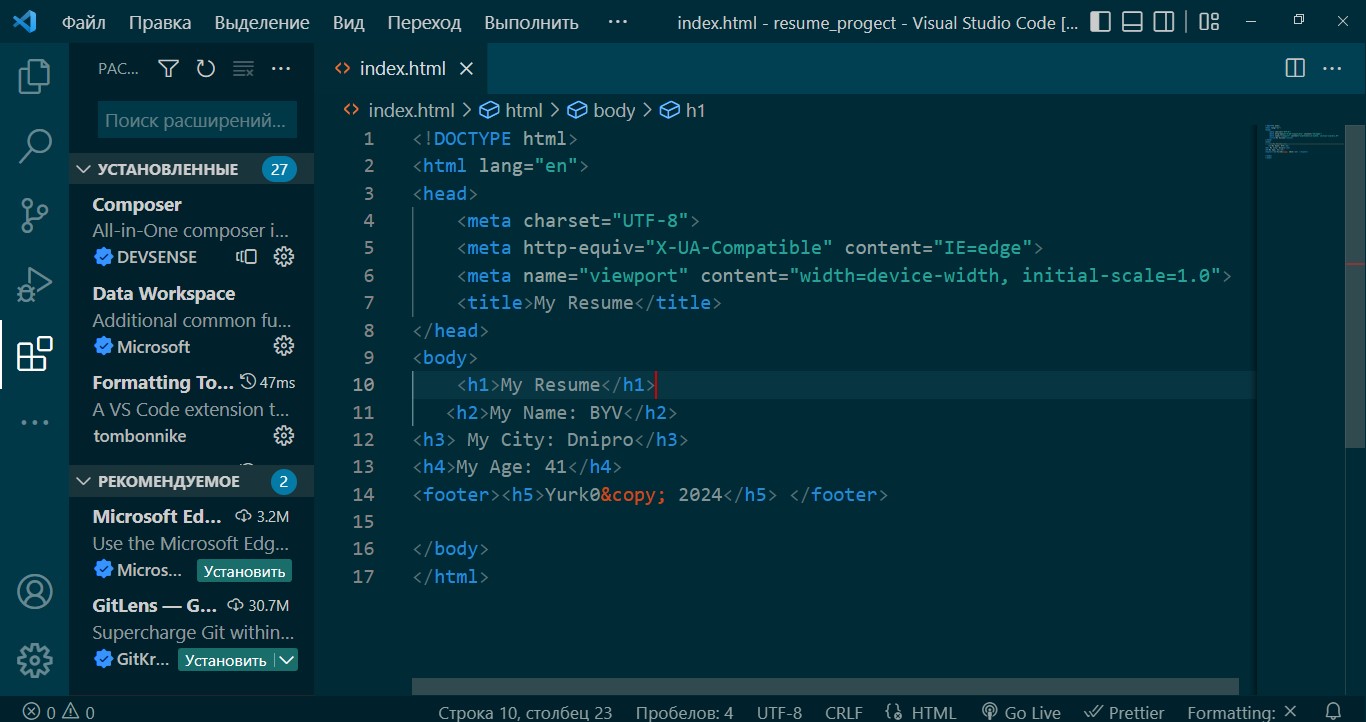 Файл Правка Выделение Вид Переход Выполнить ··· index.html - resume_progect - Visual Studio Code [...
РАС...
Поиск расширений...
УСТАНОВЛЕННЫЕ 27
Composer
All-in-One composer i...
DEVSENSE
Data Workspace
Additional common fu...
Microsoft
Formatting To... 47ms
A VS Code extension t...
tombonnike
РЕКОМЕНДУЕМОЕ 2
Microsoft Ed... 3.2M
Use the Microsoft Edg...
Micros... Установить
GitLens — G... 30.7M
Supercharge Git within...
GitKr... Установить
index.html
index.html > html > body > h1
1 <!DOCTYPE html>
2 <html lang="en">
3 <head>
4 <meta charset="UTF-8">
5 <meta http-equiv="X-UA-Compatible" content="IE=edge">
6 <meta name="viewport" content="width=device-width, initial-scale=1.0">
7 <title>My Resume</title>
8 </head>
9 <body>
10 <h1>My Resume</h1>
11 <h2>My Name: BYV</h2>
12 <h3> My City: Dnipro</h3>
13 <h4>My Age: 41</h4>
14 <footer><h5>Yurk0&copy; 2024</h5> </footer>
15
16 </body>
17 </html>
0 0 Строка 10, столбец 23 Пробелов: 4 UTF-8 CRLF HTML Go Live Prettier Formatting: ×